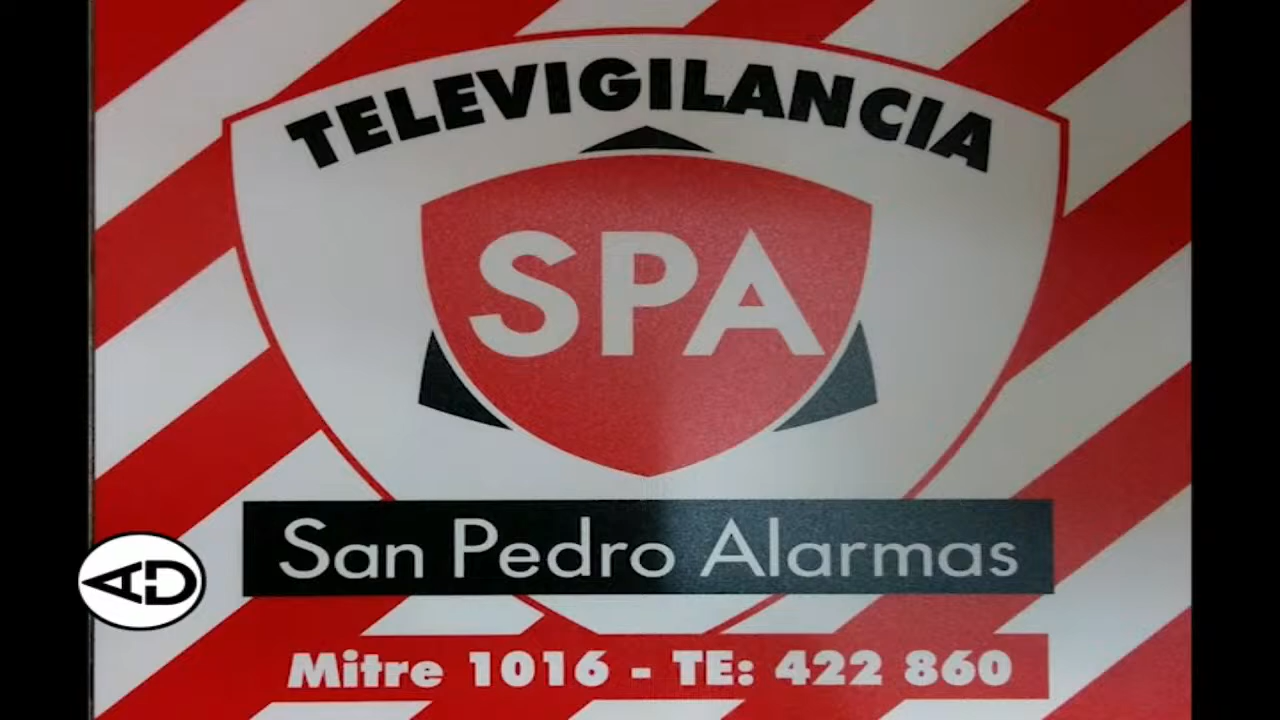 TELEVIGILANCIA
SPA
San Pedro Alarmas
A-D
Mitre 1016 - TE: 422 860